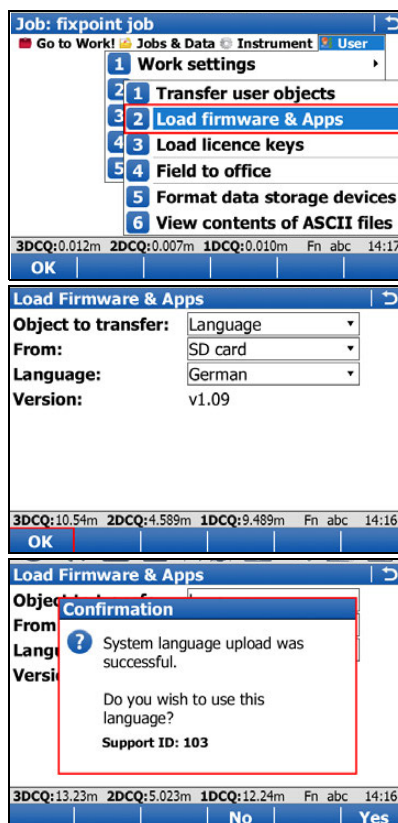 Job: fixpoint job
Go to Work! Jobs & Data Instrument User
1 Work settings
2 1 Transfer user objects
3 2 Load firmware & Apps
4 3 Load licence keys
5 4 Field to office
5 Format data storage devices
6 View contents of ASCII files
3DCQ:0.012m 2DCQ:0.007m 1DCQ:0.010m Fn abc 14:17
OK
Load Firmware & Apps
Object to transfer: Language
From: SD card
Language: German
Version: v1.09
3DCQ:10.54m 2DCQ:4.589m 1DCQ:9.489m Fn abc 14:16
OK
Load Firmware & Apps
Confirmation
From
System language upload was
successful.
Do you wish to use this
language?
Support ID: 103
3DCQ:13.23m 2DCQ:5.023m 1DCQ:12.24m Fn abc 14:16
No Yes